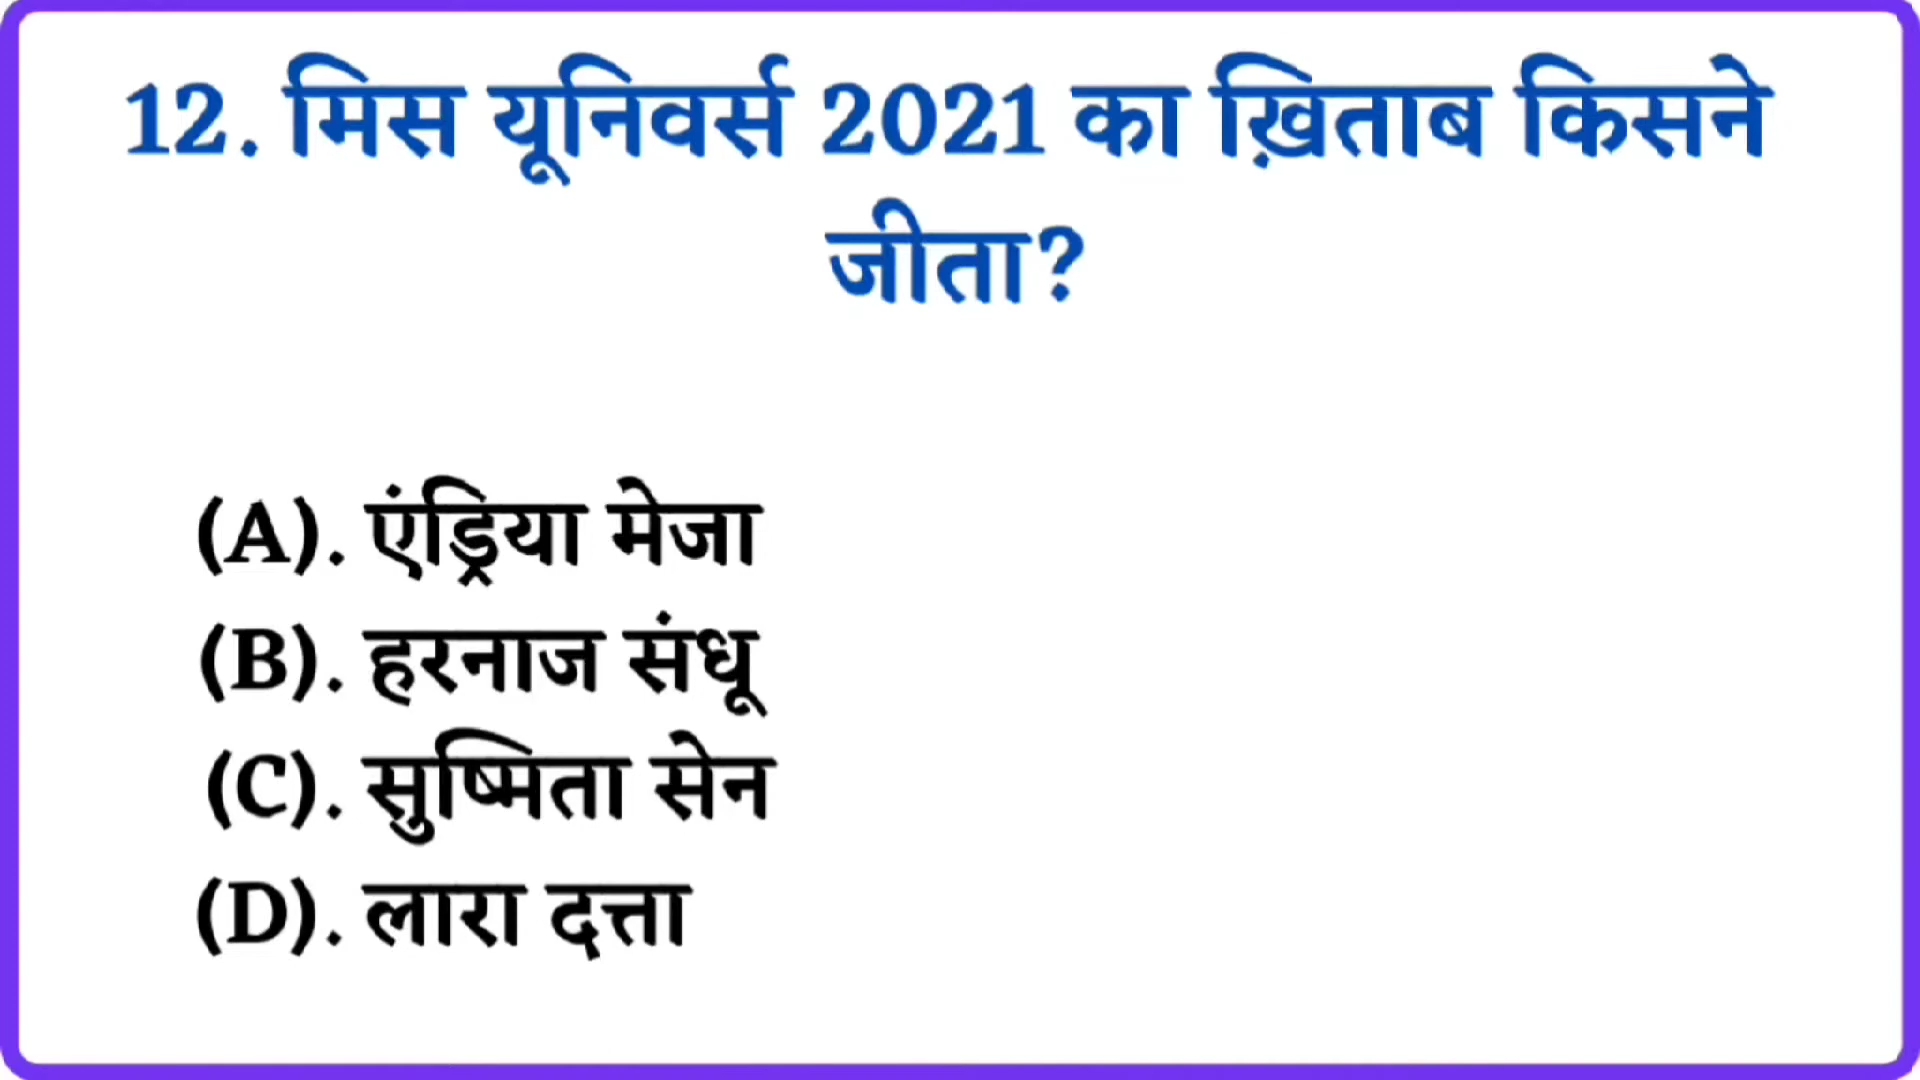 12. मिस यूनिवर्स 2021 का ख़िताब किसने
जीता?
(A). एंड्रिया मेजा
(B). हरनाज संधू
(C). सुष्मिता सेन
(D). लारा दत्ता